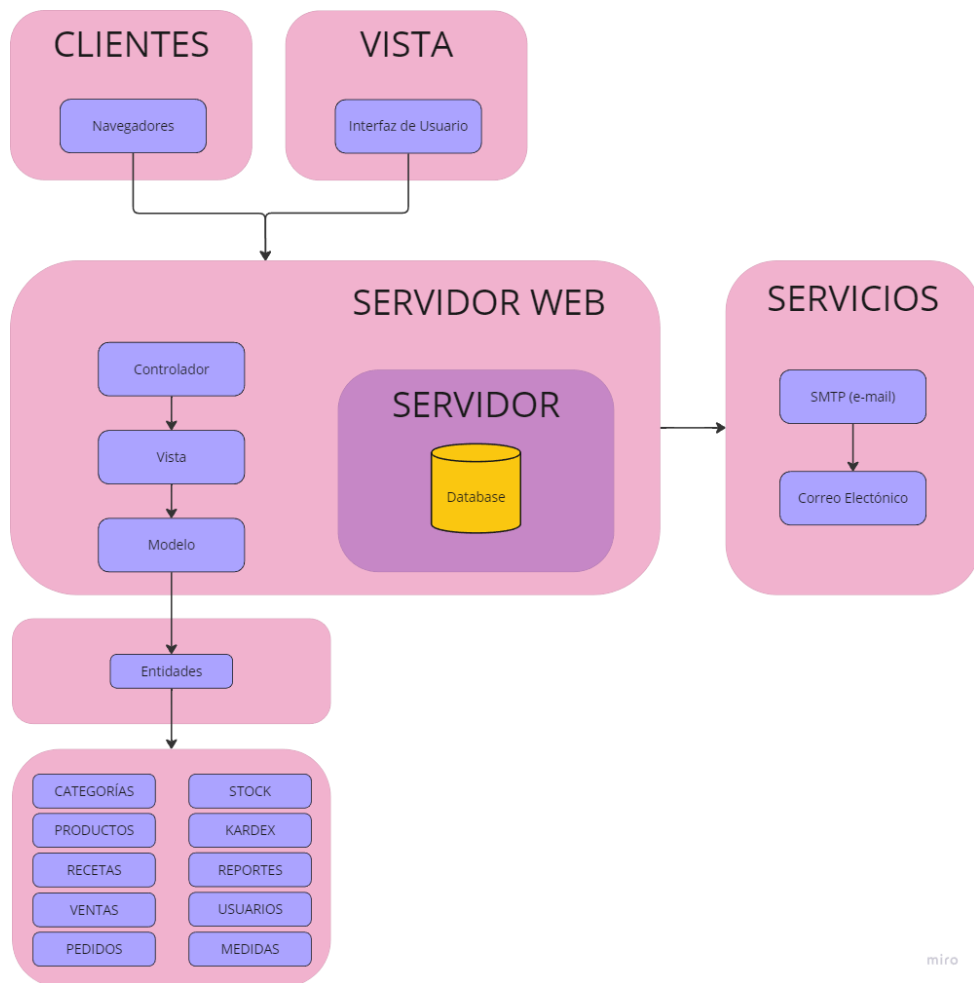 CLIENTES
Navegadores
VISTA
Interfaz de Usuario
SERVIDOR WEB
Controlador
Vista
Modelo
SERVIDOR
Database
SERVICIOS
SMTP (e-mail)
Correo Electónico
Entidades
CATEGORÍAS
PRODUCTOS
RECETAS
VENTAS
PEDIDOS
STOCK
KARDEX
REPORTES
USUARIOS
MEDIDAS
miro